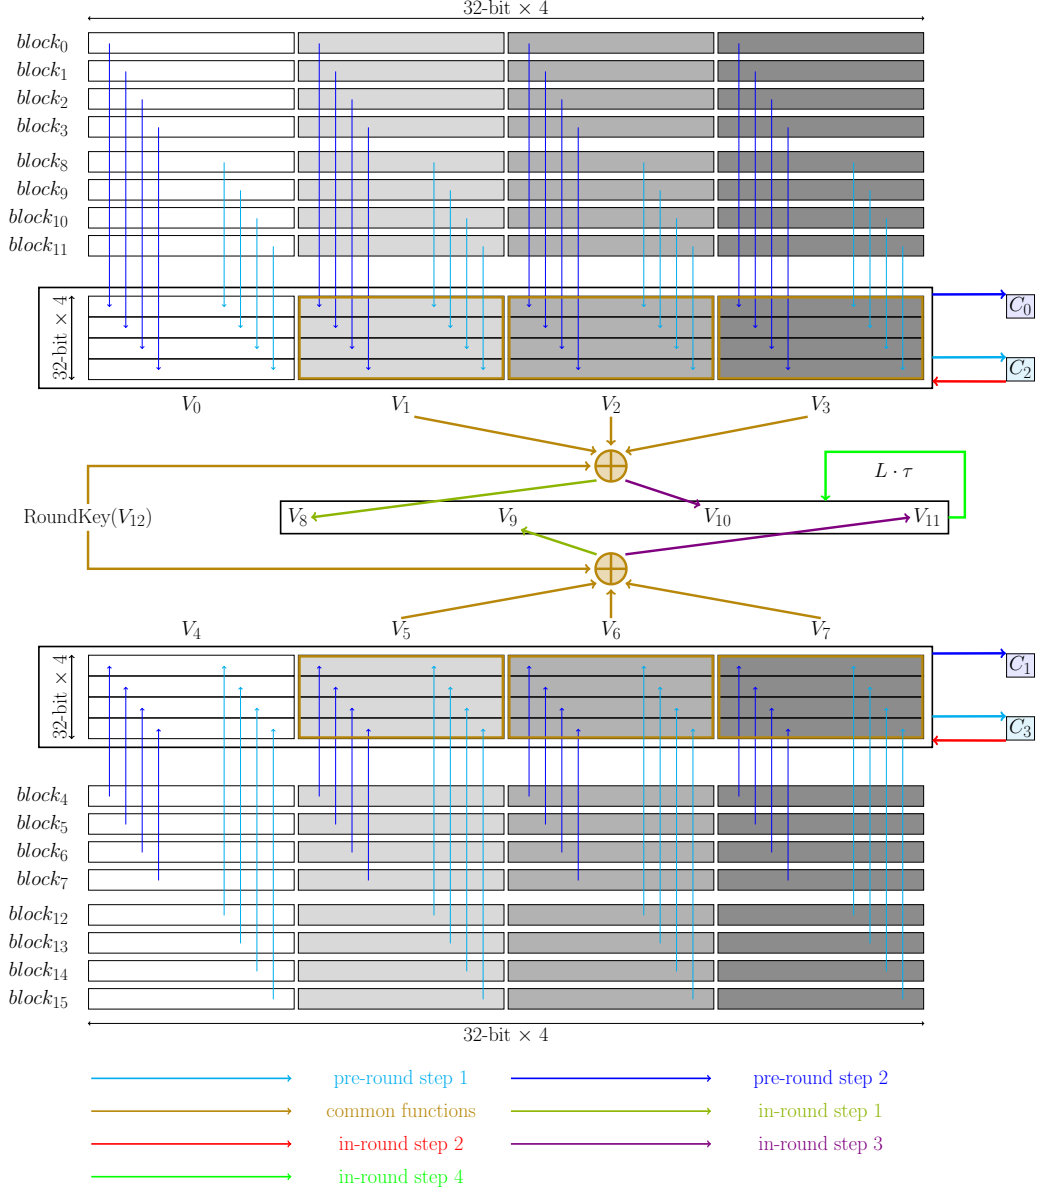 32-bit × 4
block₀
block₁
block₂
block₃
block₈
block₉
block₁₀
block₁₁
32-bit × 4
C₀
C₂
V₀ V₁ V₂ V₃
L · τ
RoundKey(V₁₂) V₈ V₉ V₁₀ V₁₁
V₄ V₅ V₆ V₇
32-bit × 4
C₁
C₃
block₄
block₅
block₆
block₇
block₁₂
block₁₃
block₁₄
block₁₅
32-bit × 4
pre-round step 1 pre-round step 2
common functions in-round step 1
in-round step 2 in-round step 3
in-round step 4